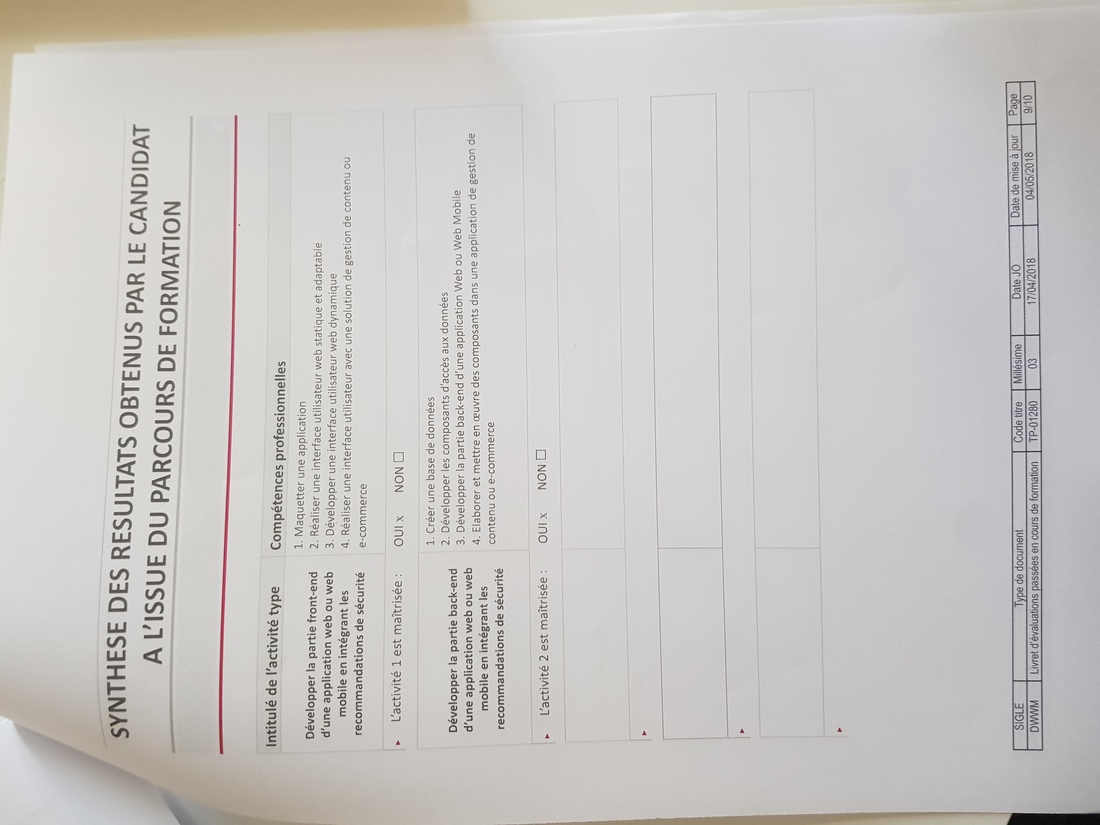 SYNTHESE DES RESULTATS OBTENUS PAR LE CANDIDAT
A L’ISSUE DU PARCOURS DE FORMATION
Intitulé de l’activité type
Compétences professionnelles
Développer la partie front-end
d’une application web ou web
mobile en intégrant les
recommandations de sécurité
1. Maquetter une application
2. Réaliser une interface utilisateur web statique et adaptable
3. Développer une interface utilisateur web dynamique
4. Réaliser une interface utilisateur avec une solution de gestion de contenu ou
e-commerce
▸ L’activité 1 est maîtrisée : OUI x NON ☐
Développer la partie back-end
d’une application web ou web
mobile en intégrant les
recommandations de sécurité
1. Créer une base de données
2. Développer les composants d’accès aux données
3. Développer la partie back-end d’une application Web ou Web Mobile
4. Elaborer et mettre en œuvre des composants dans une application de gestion de
contenu ou e-commerce
▸ L’activité 2 est maîtrisée : OUI x NON ☐
SIGLE Type de document Code titre Millésime Date JO Date de mise à jour Page
DWWM Livret d’évaluations passées en cours de formation TP-01280 03 17/04/2018 04/05/2018 9/10